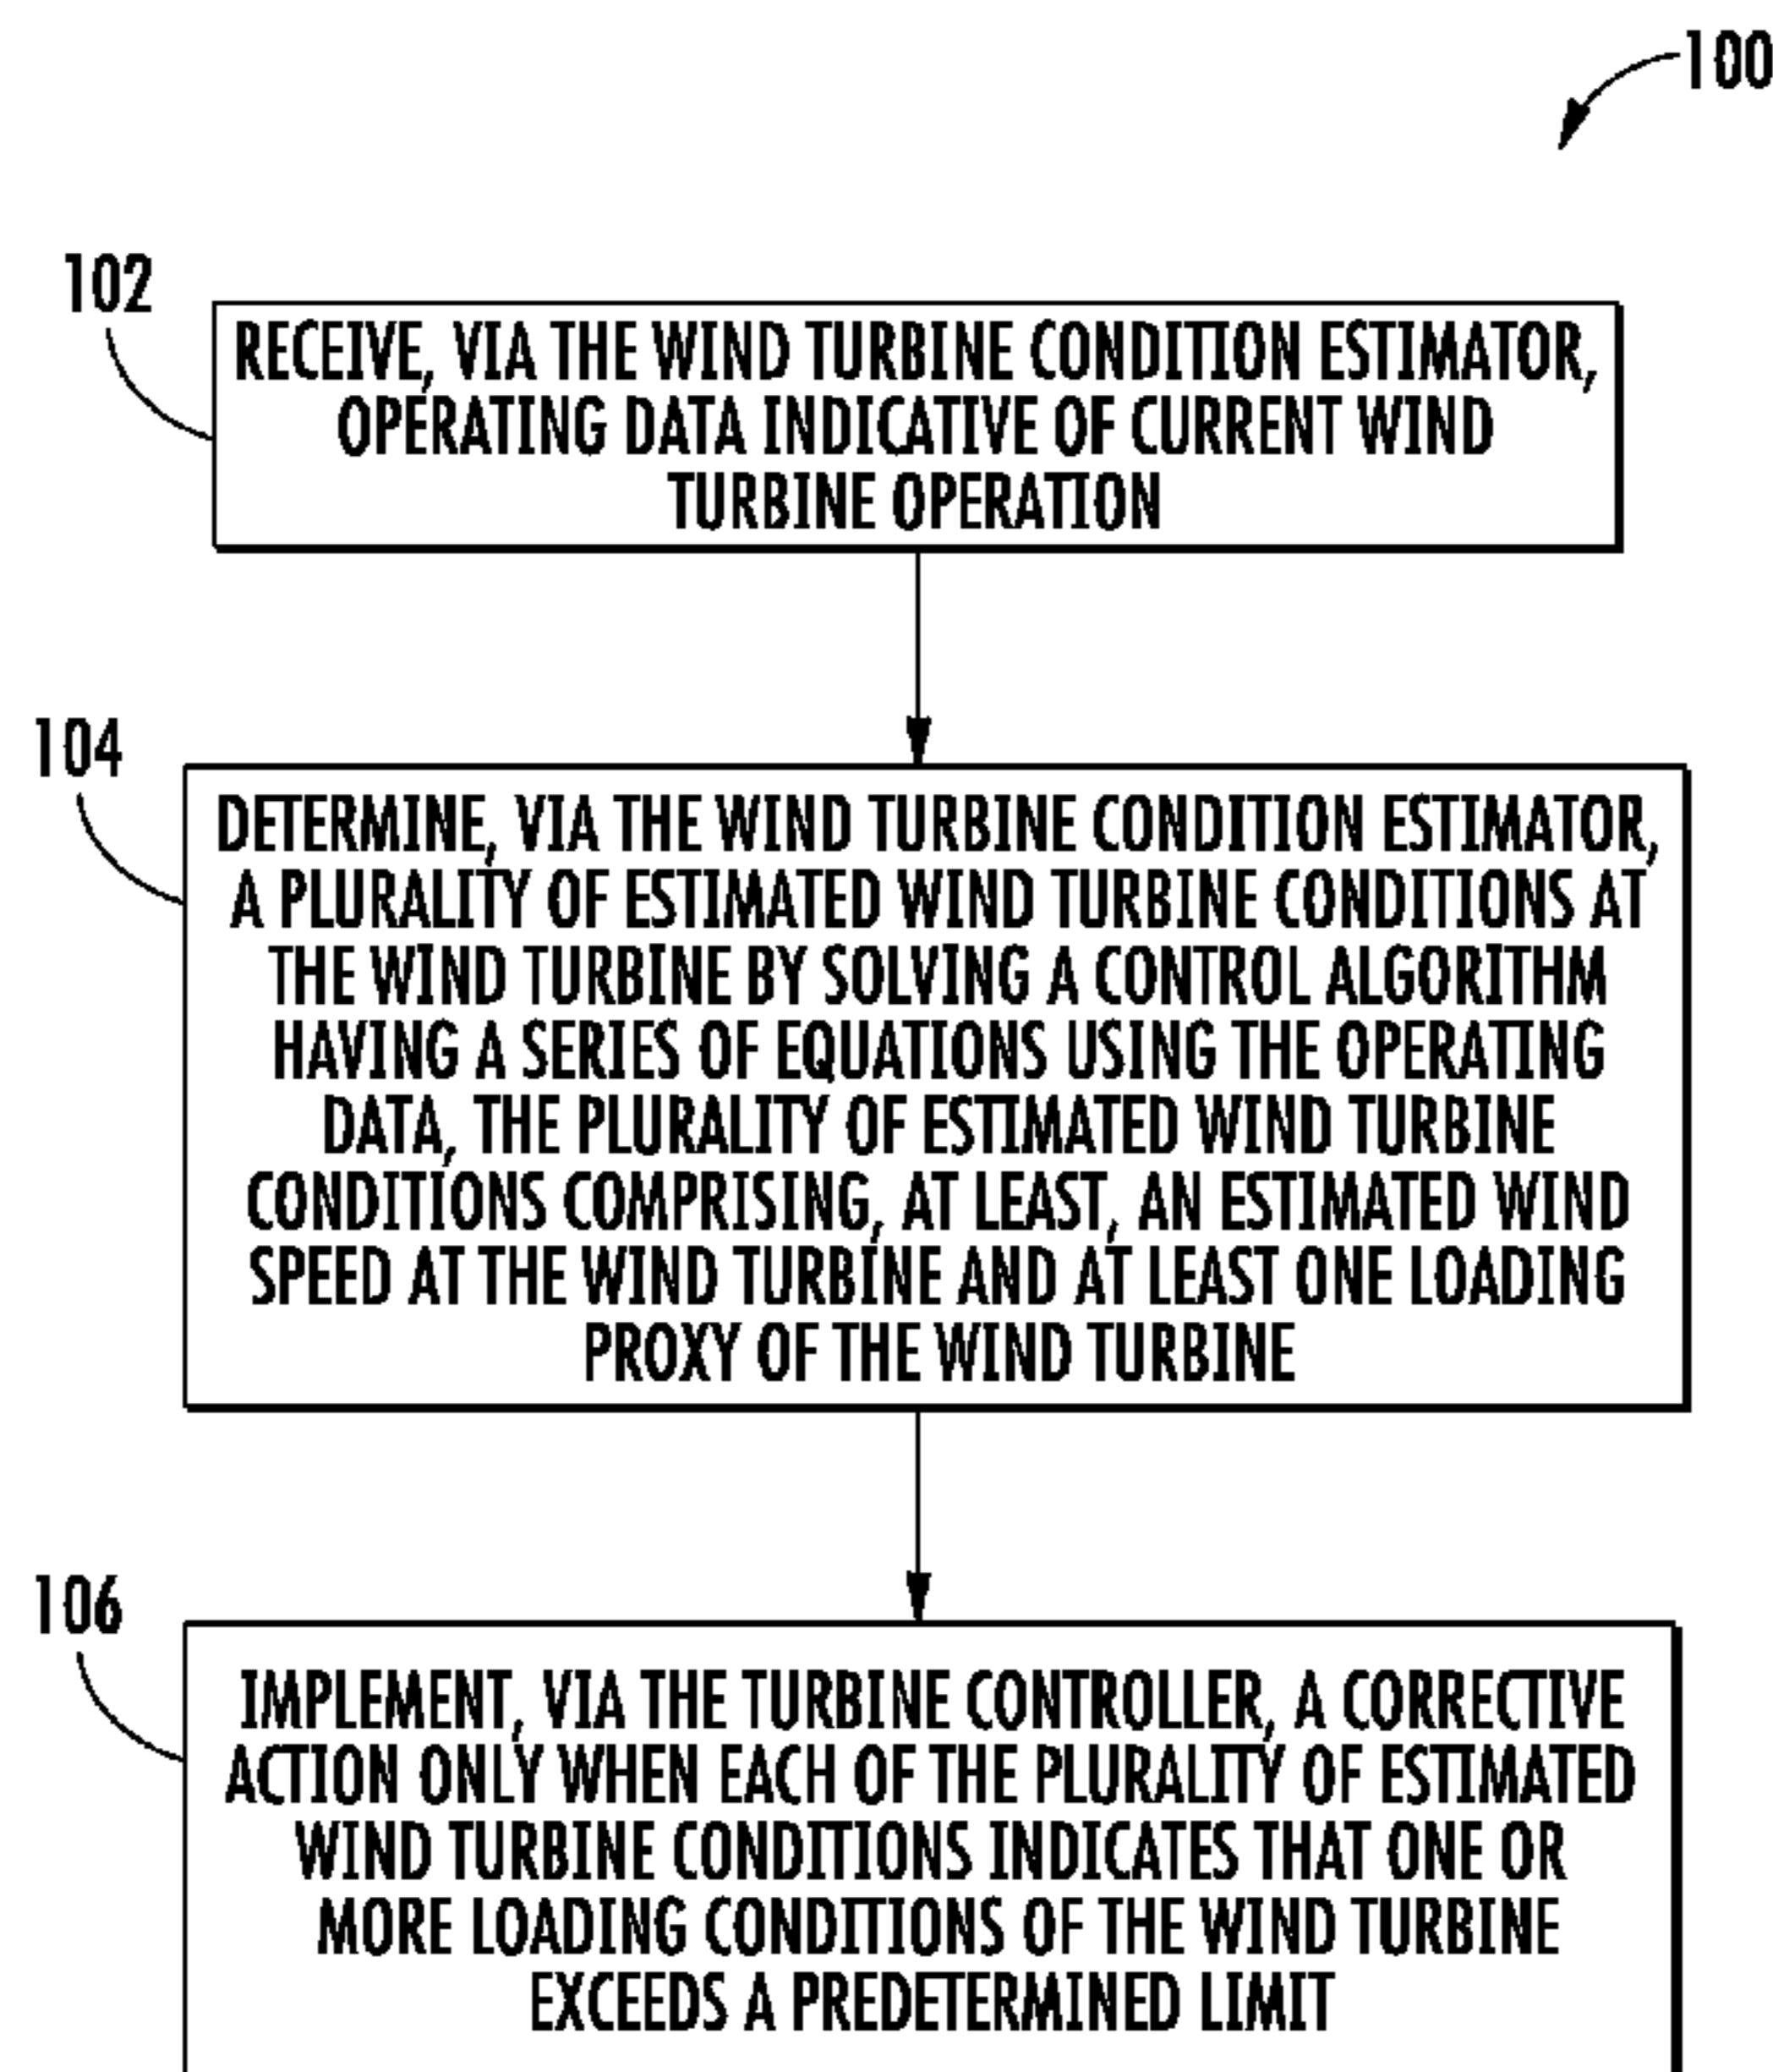 100
102
RECEIVE, VIA THE WIND TURBINE CONDITION ESTIMATOR,
OPERATING DATA INDICATIVE OF CURRENT WIND
TURBINE OPERATION
104
DETERMINE, VIA THE WIND TURBINE CONDITION ESTIMATOR,
A PLURALITY OF ESTIMATED WIND TURBINE CONDITIONS AT
THE WIND TURBINE BY SOLVING A CONTROL ALGORITHM
HAVING A SERIES OF EQUATIONS USING THE OPERATING
DATA, THE PLURALITY OF ESTIMATED WIND TURBINE
CONDITIONS COMPRISING, AT LEAST, AN ESTIMATED WIND
SPEED AT THE WIND TURBINE AND AT LEAST ONE LOADING
PROXY OF THE WIND TURBINE
106
IMPLEMENT, VIA THE TURBINE CONTROLLER, A CORRECTIVE
ACTION ONLY WHEN EACH OF THE PLURALITY OF ESTIMATED
WIND TURBINE CONDITIONS INDICATES THAT ONE OR
MORE LOADING CONDITIONS OF THE WIND TURBINE
EXCEEDS A PREDETERMINED LIMIT